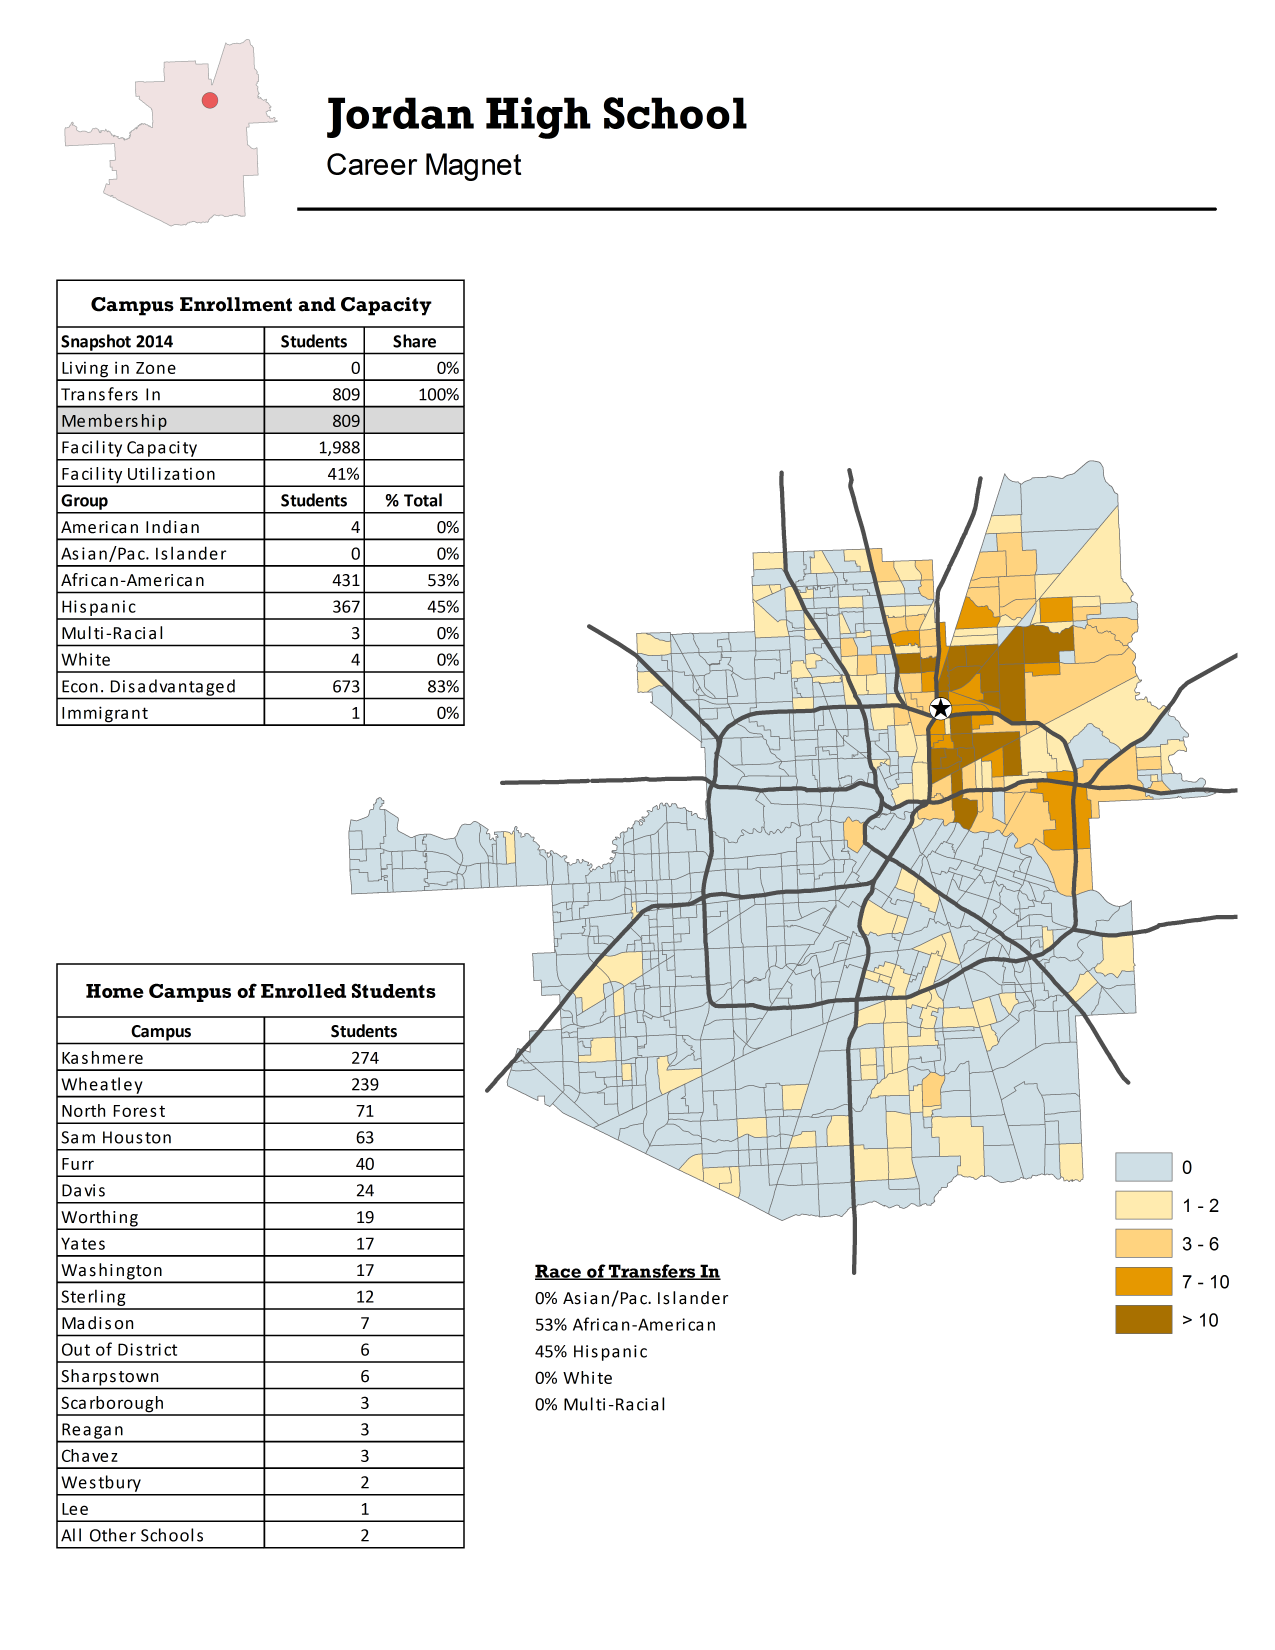 Jordan High School
Career Magnet
Campus Enrollment and Capacity
Snapshot 2014 Students Share
Living in Zone 0 0%
Transfers In 809 100%
Membership 809
Facility Capacity 1,988
Facility Utilization 41%
Group Students % Total
American Indian 4 0%
Asian/Pac. Islander 0 0%
African-American 431 53%
Hispanic 367 45%
Multi-Racial 3 0%
White 4 0%
Econ. Disadvantaged 673 83%
Immigrant 1 0%
Home Campus of Enrolled Students
Campus Students
Kashmere 274
Wheatley 239
North Forest 71
Sam Houston 63
Furr 40
Davis 24
Worthing 19
Yates 17
Washington 17
Sterling 12
Madison 7
Out of District 6
Sharpstown 6
Scarborough 3
Reagan 3
Chavez 3
Westbury 2
Lee 1
All Other Schools 2
Race of Transfers In
0% Asian/Pac. Islander
53% African-American
45% Hispanic
0% White
0% Multi-Racial
0
1 - 2
3 - 6
7 - 10
> 10